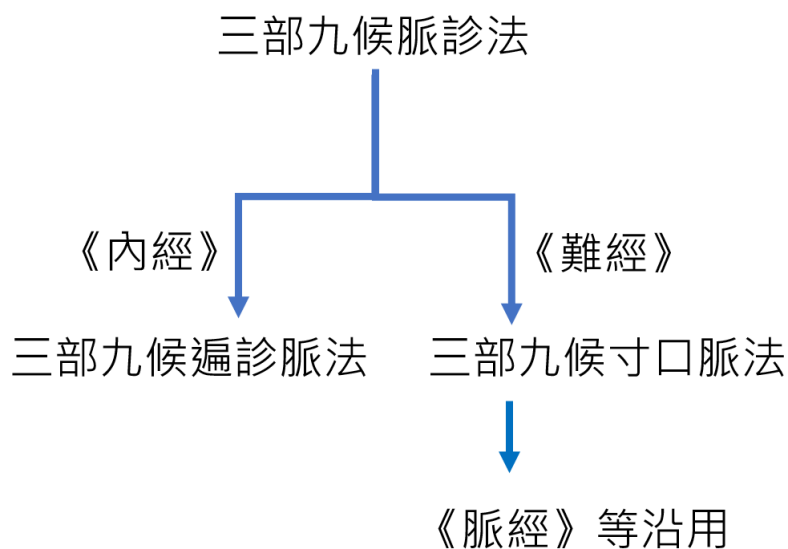 三部九候脈診法
《內經》
《難經》
三部九候遍診脈法
三部九候寸口脈法
《脈經》等沿用